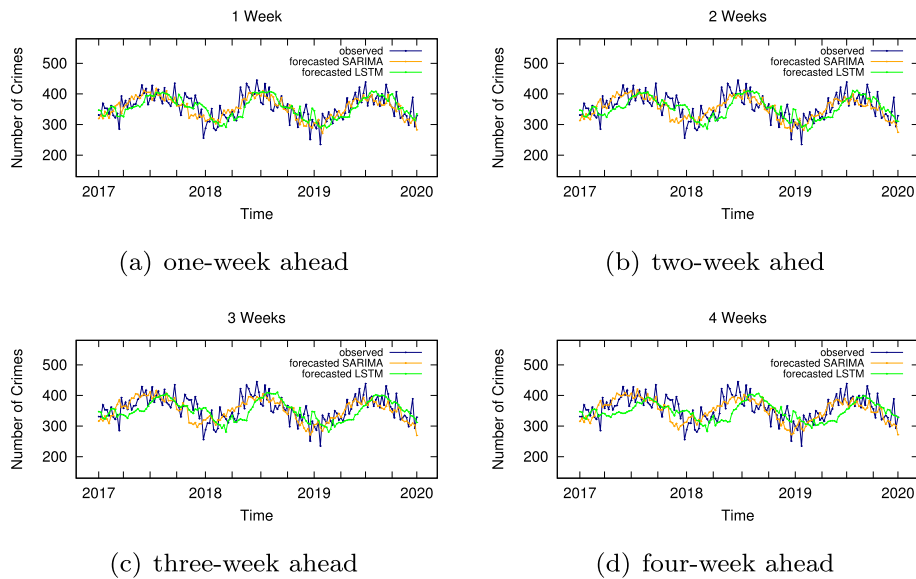 1 Week
observed
forecasted SARIMA
forecasted LSTM
Number of Crimes
500
400
300
200
2017 2018 2019 2020
Time
(a) one-week ahead
2 Weeks
observed
forecasted SARIMA
forecasted LSTM
Number of Crimes
500
400
300
200
2017 2018 2019 2020
Time
(b) two-week ahed
3 Weeks
observed
forecasted SARIMA
forecasted LSTM
Number of Crimes
500
400
300
200
2017 2018 2019 2020
Time
(c) three-week ahead
4 Weeks
observed
forecasted SARIMA
forecasted LSTM
Number of Crimes
500
400
300
200
2017 2018 2019 2020
Time
(d) four-week ahead